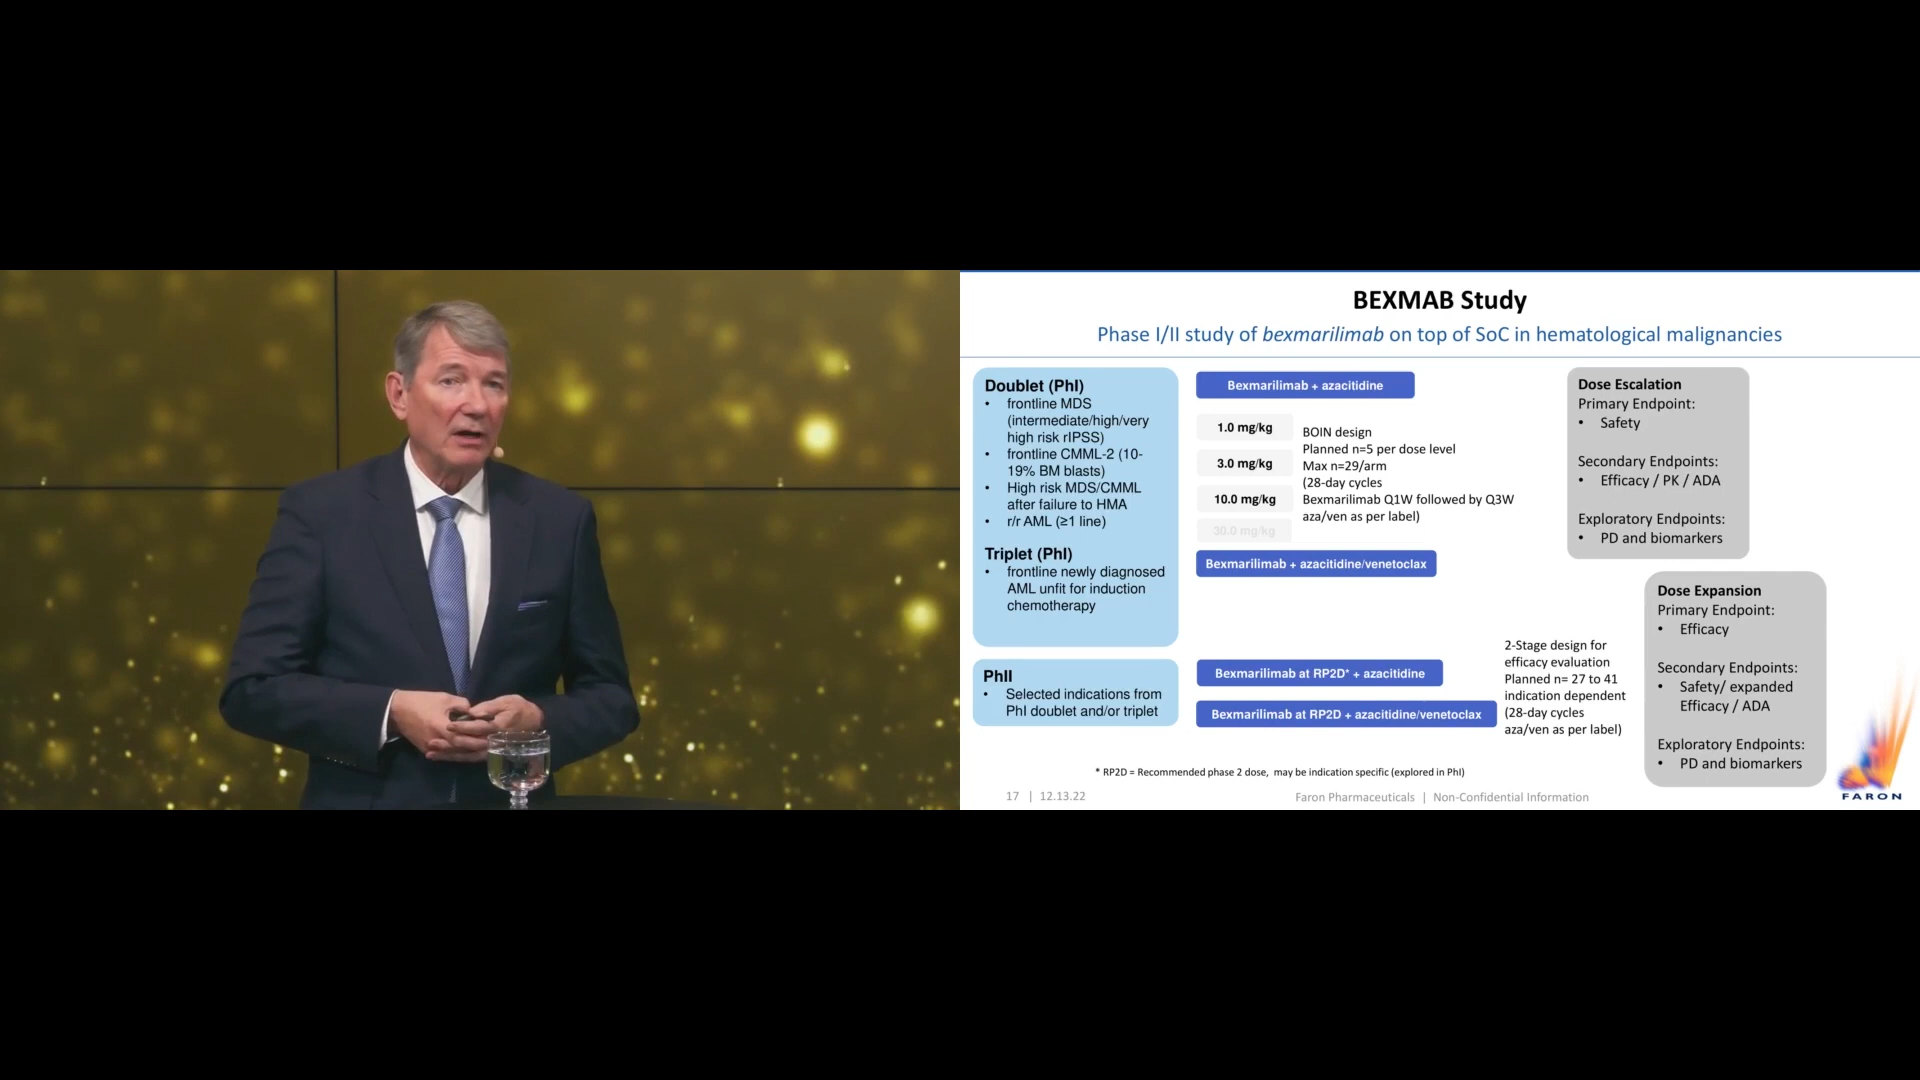 BEXMAB Study
Phase I/II study of bexmarilimab on top of SoC in hematological malignancies
Doublet (PhI)
• frontline MDS
(intermediate/high/very
high risk rIPSS)
• frontline CMML-2 (10-
19% BM blasts)
• High risk MDS/CMML
after failure to HMA
• r/r AML (≥1 line)
Triplet (PhI)
• frontline newly diagnosed
AML unfit for induction
chemotherapy
PhII
• Selected indications from
PhI doublet and/or triplet
Bexmarilimab + azacitidine
1.0 mg/kg
3.0 mg/kg
10.0 mg/kg
30.0 mg/kg
BOIN design
Planned n=5 per dose level
Max n=29/arm
(28-day cycles
Bexmarilimab Q1W followed by Q3W
aza/ven as per label)
Bexmarilimab + azacitidine/venetoclax
Bexmarilimab at RP2D* + azacitidine
Bexmarilimab at RP2D + azacitidine/venetoclax
2-Stage design for
efficacy evaluation
Planned n= 27 to 41
indication dependent
(28-day cycles
aza/ven as per label)
Dose Escalation
Primary Endpoint:
• Safety
Secondary Endpoints:
• Efficacy / PK / ADA
Exploratory Endpoints:
• PD and biomarkers
Dose Expansion
Primary Endpoint:
• Efficacy
Secondary Endpoints:
• Safety/ expanded
Efficacy / ADA
Exploratory Endpoints:
• PD and biomarkers
* RP2D = Recommended phase 2 dose, may be indication specific (explored in PhI)
17 | 12.13.22
Faron Pharmaceuticals | Non-Confidential Information
FARON